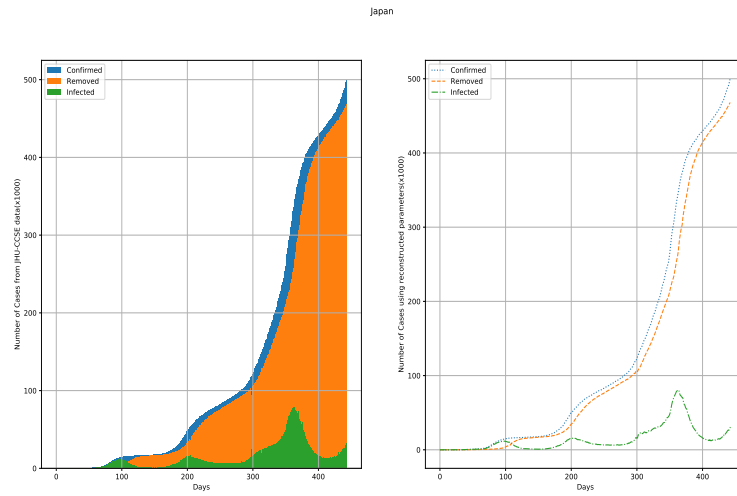 Japan
Number of Cases from JHU-CCSE data(x1000)
500
400
300
200
100
0
Confirmed
Removed
Infected
0 100 200 300 400
Days
Number of Cases using reconstructed parameters(x1000)
500
400
300
200
100
0
Confirmed
Removed
Infected
0 100 200 300 400
Days